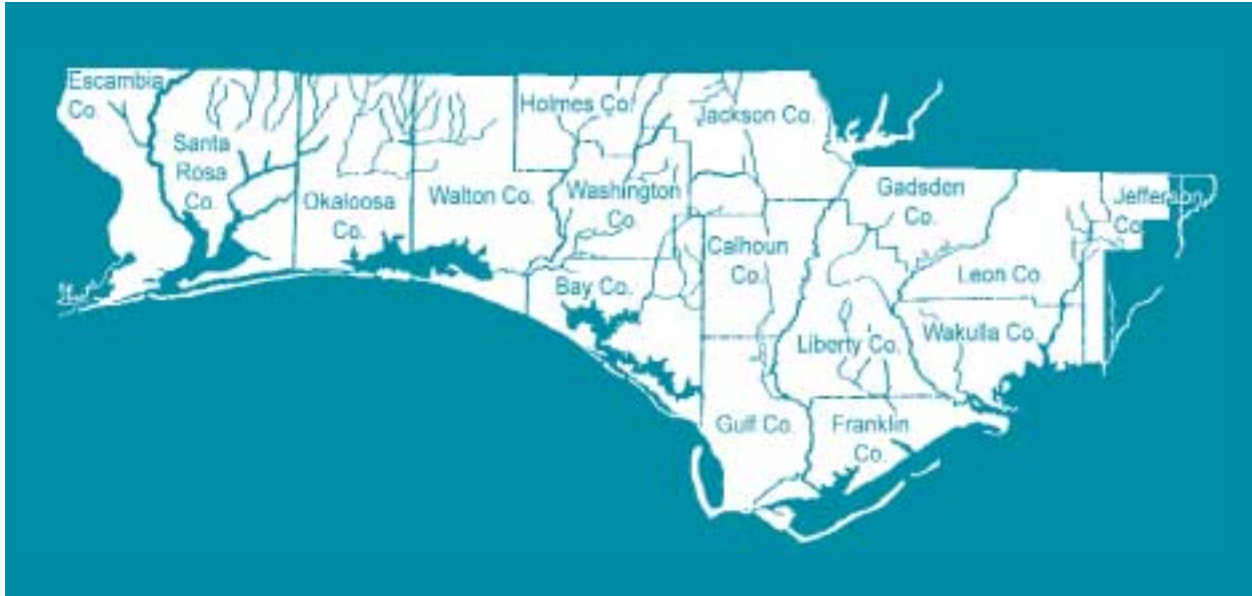 Escambia
Co.
Santa
Rosa
Co.
Okaloosa
Co.
Walton Co.
Holmes Co.
Washington
Co.
Bay Co.
Jackson Co.
Calhoun
Co.
Gulf Co.
Gadsden
Co.
Liberty Co.
Franklin
Co.
Leon Co.
Wakulla Co.
Jefferson
Co.